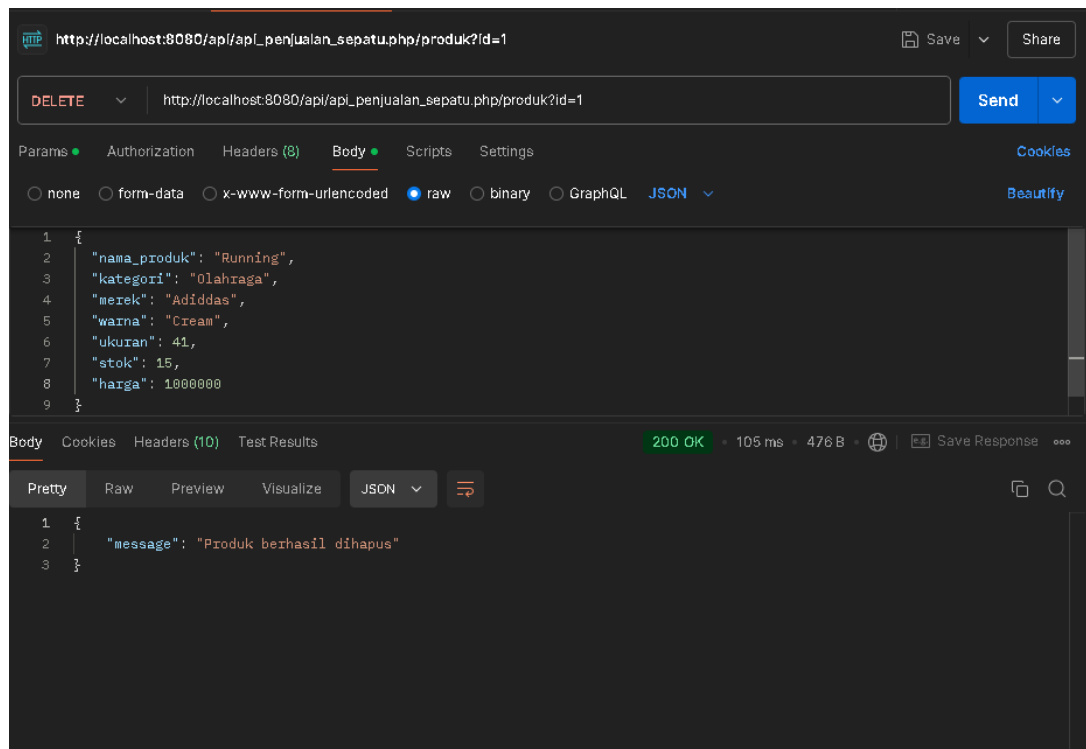 HTTP http://localhost:8080/api/api_penjualan_sepatu.php/produk?id=1 Save Share
DELETE http://localhost:8080/api/api_penjualan_sepatu.php/produk?id=1 Send
Params Authorization Headers (8) Body Scripts Settings Cookies
none form-data x-www-form-urlencoded raw binary GraphQL JSON Beautify
1 {
2 "nama_produk": "Running",
3 "kategori": "Olahraga",
4 "merek": "Adiddas",
5 "warna": "Cream",
6 "ukuran": 41,
7 "stok": 15,
8 "harga": 1000000
9 }
Body Cookies Headers (10) Test Results 200 OK 105 ms 476 B e.g. Save Response
Pretty Raw Preview Visualize JSON
1 {
2 "message": "Produk berhasil dihapus"
3 }